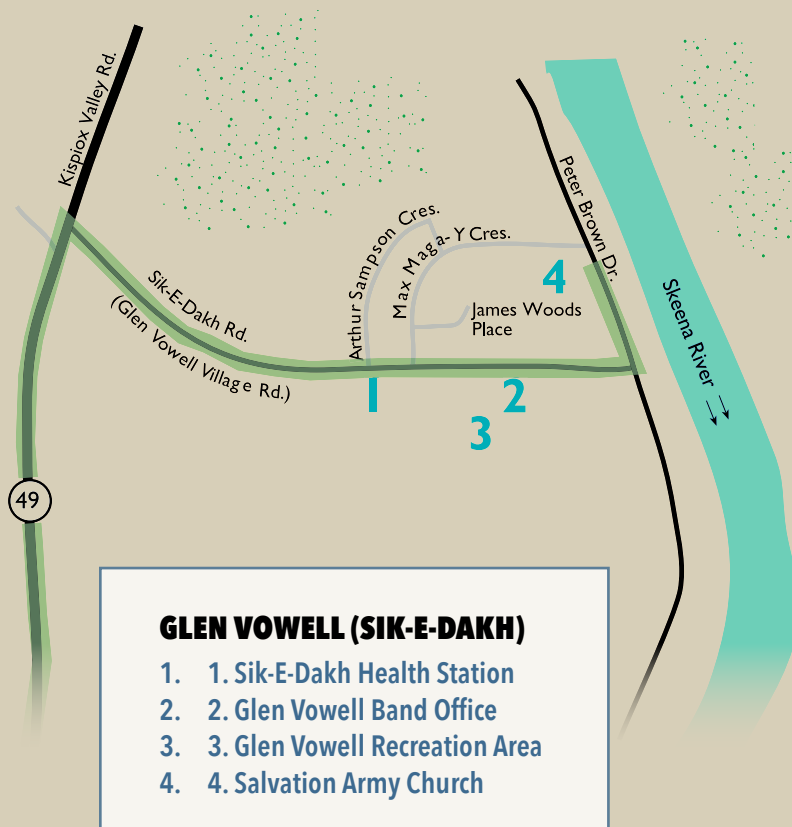 Kispiox Valley Rd.
Sik-E-Dakh Rd.
(Glen Vowell Village Rd.)
Arthur Sampson Cres.
Max Maga-Y Cres.
James Woods
Place
Peter Brown Dr.
Skeena River
4
1
2
3
49
GLEN VOWELL (SIK-E-DAKH)
1. 1. Sik-E-Dakh Health Station
2. 2. Glen Vowell Band Office
3. 3. Glen Vowell Recreation Area
4. 4. Salvation Army Church